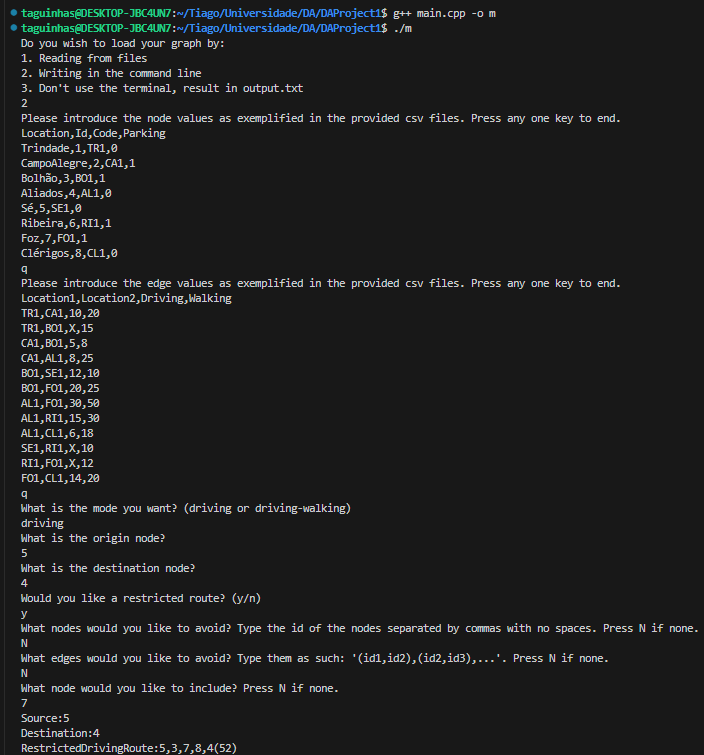 taguinhas@DESKTOP-JBC4UN7:~/Tiago/Universidade/DA/DAProject1$ g++ main.cpp -o m
taguinhas@DESKTOP-JBC4UN7:~/Tiago/Universidade/DA/DAProject1$ ./m
Do you wish to load your graph by:
1. Reading from files
2. Writing in the command line
3. Don't use the terminal, result in output.txt
2
Please introduce the node values as exemplified in the provided csv files. Press any one key to end.
Location,Id,Code,Parking
Trindade,1,TR1,0
CampoAlegre,2,CA1,1
Bolhão,3,BO1,1
Aliados,4,AL1,0
Sé,5,SE1,0
Ribeira,6,RI1,1
Foz,7,FO1,1
Clérigos,8,CL1,0
q
Please introduce the edge values as exemplified in the provided csv files. Press any one key to end.
Location1,Location2,Driving,Walking
TR1,CA1,10,20
TR1,BO1,X,15
CA1,BO1,5,8
CA1,AL1,8,25
BO1,SE1,12,10
BO1,FO1,20,25
AL1,FO1,30,50
AL1,RI1,15,30
AL1,CL1,6,18
SE1,RI1,X,10
RI1,FO1,X,12
FO1,CL1,14,20
q
What is the mode you want? (driving or driving-walking)
driving
What is the origin node?
5
What is the destination node?
4
Would you like a restricted route? (y/n)
y
What nodes would you like to avoid? Type the id of the nodes separated by commas with no spaces. Press N if none.
N
What edges would you like to avoid? Type them as such: '(id1,id2),(id2,id3),...'. Press N if none.
N
What node would you like to include? Press N if none.
7
Source:5
Destination:4
RestrictedDrivingRoute:5,3,7,8,4(52)